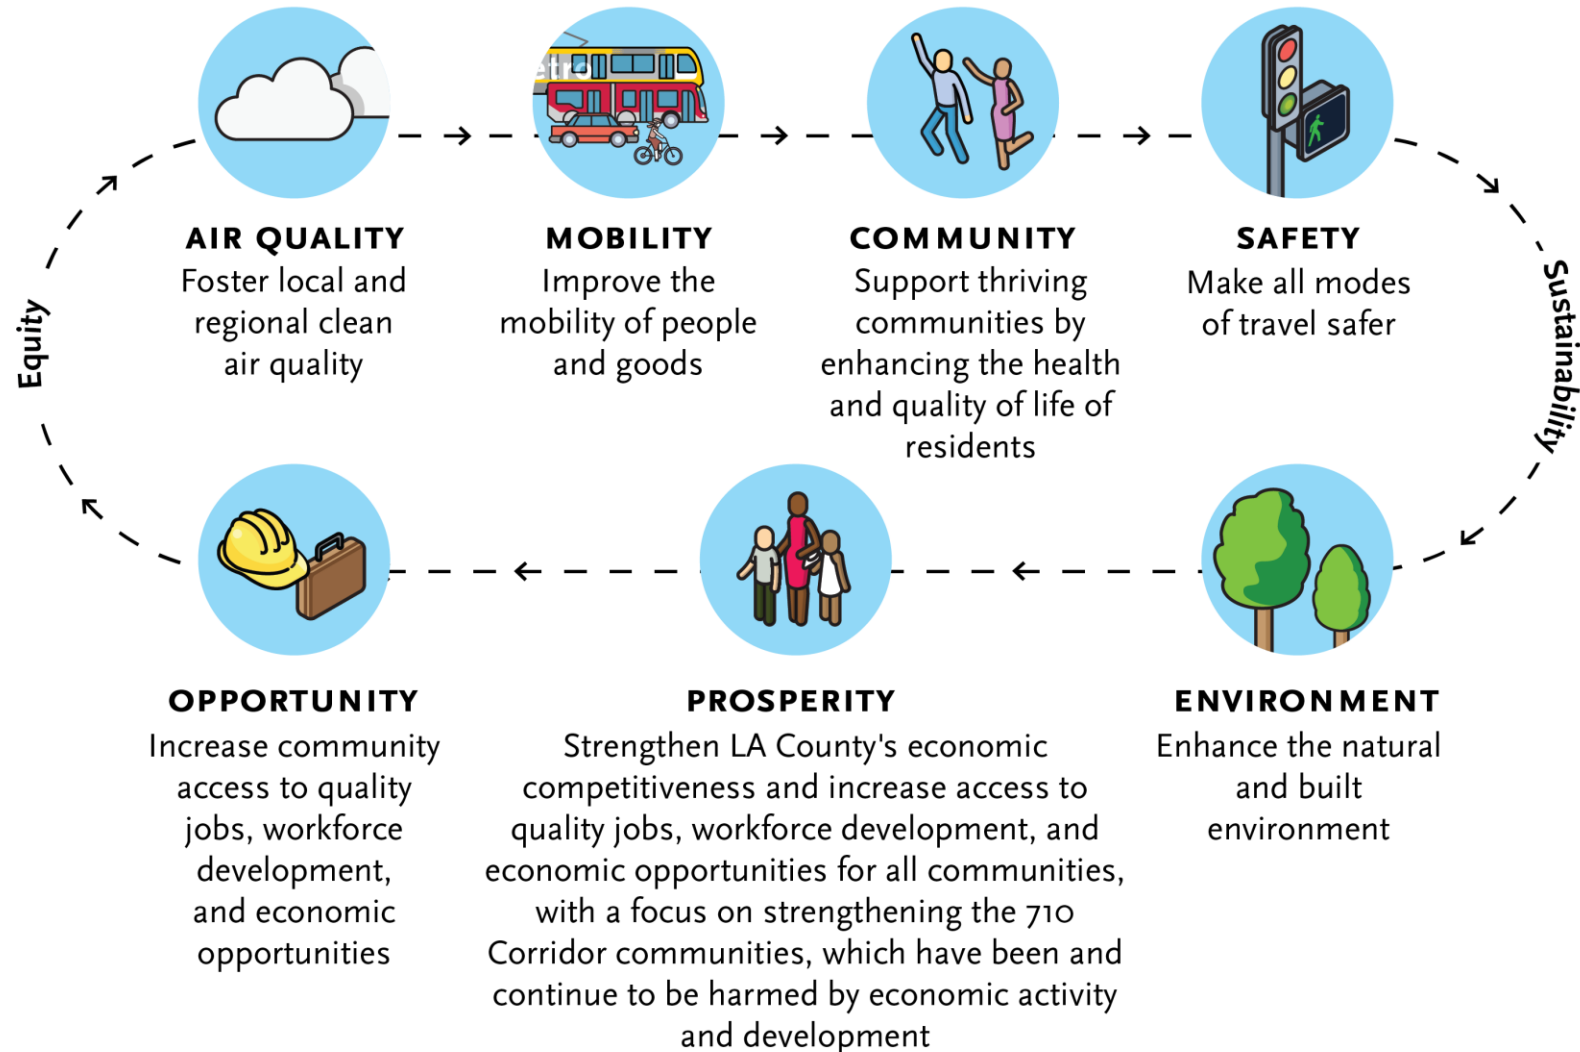 etro
AIR QUALITY
Foster local and
regional clean
air quality
MOBILITY
Improve the
mobility of people
and goods
COMMUNITY
Support thriving
communities by
enhancing the health
and quality of life of
residents
SAFETY
Make all modes
of travel safer
Sustainability
ENVIRONMENT
Enhance the natural
and built
environment
PROSPERITY
Strengthen LA County's economic
competitiveness and increase access to
quality jobs, workforce development, and
economic opportunities for all communities,
with a focus on strengthening the 710
Corridor communities, which have been and
continue to be harmed by economic activity
and development
OPPORTUNITY
Increase community
access to quality
jobs, workforce
development,
and economic
opportunities
Equity